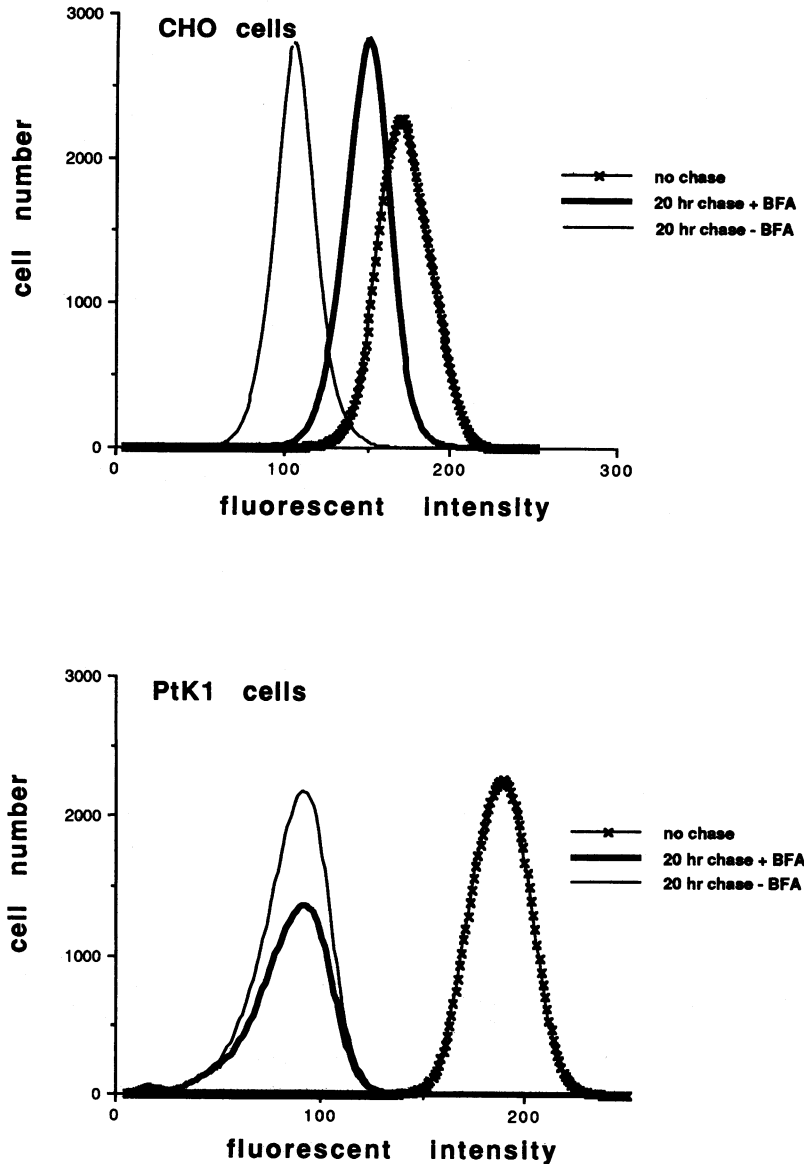 CHO cells
3000
2000
1000
0
cell number
0 100 200 300
fluorescent intensity
no chase
20 hr chase + BFA
20 hr chase - BFA
PtK1 cells
3000
2000
1000
0
cell number
0 100 200
fluorescent intensity
no chase
20 hr chase + BFA
20 hr chase - BFA